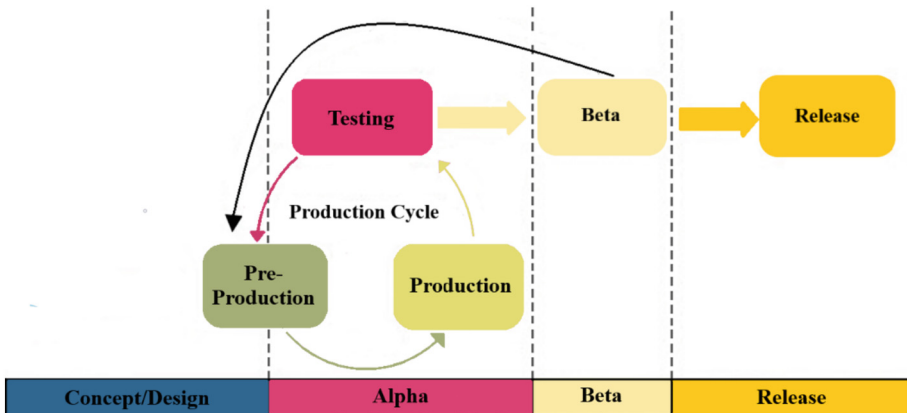 Testing
Beta
Release
Production Cycle
Pre-
Production
Production
Concept/Design
Alpha
Beta
Release